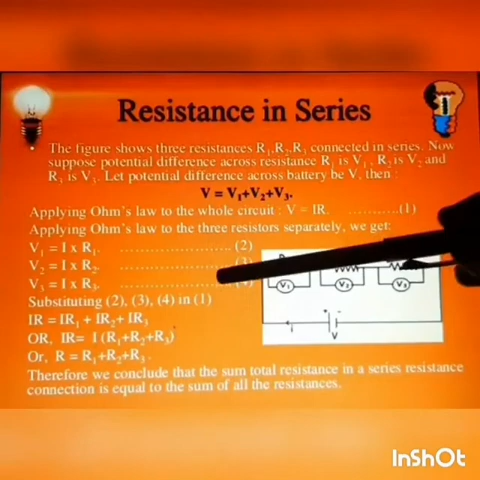 Resistance in Series
The figure shows three resistances R₁,R₂,R₃ connected in series. Now
suppose potential difference across resistance R₁ is V₁ , R₂ is V₂ and
R₃ is V₃. Let potential difference across battery be V, then :
V = V₁+V₂+V₃.
Applying Ohm's law to the whole circuit : V = IR. ............(1)
Applying Ohm's law to the three resistors separately, we get:
V₁ = I x R₁. ........................ (2)
V₂ = I x R₂. ........................ (3)
V₃ = I x R₃. ........................ (4)
V₁ V₂ V₃
Substituting (2), (3), (4) in (1)
IR = IR₁ + IR₂+ IR₃
+ −
I
V
OR, IR= I (R₁+R₂+R₃)
Or, R = R₁+R₂+R₃ .
Therefore we conclude that the sum total resistance in a series resistance
connection is equal to the sum of all the resistances.
InShOt